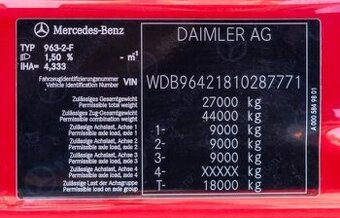 Mercedes-Benz
DAIMLER AG
TYP 963-2-F
= 1,50 % - m⁻¹
iHA= 4,333
Fahrzeugidentifizierungsnummer
Vehicle Identification Number VIN WDB96421810287771
Zulässiges Gesamtgewicht
Permissible total weight 27000 kg
Zulässiges Zug-Gesamtgewicht
Permissible combination weight 44000 kg
Zulässige Achslast, Achse 1
Permissible axle load, axle 1 1- 9000 kg
Zulässige Achslast, Achse 2
Permissible axle load, axle 2 2- 9000 kg
Zulässige Achslast, Achse 3
Permissible axle load, axle 3 3- 9000 kg
Zulässige Achslast, Achse 4
Permissible axle load, axle 4 4- XXXXX kg
Zulässige Last der Achsgruppe
Permissible axle group load T- 18000 kg
A 000 584 98 01